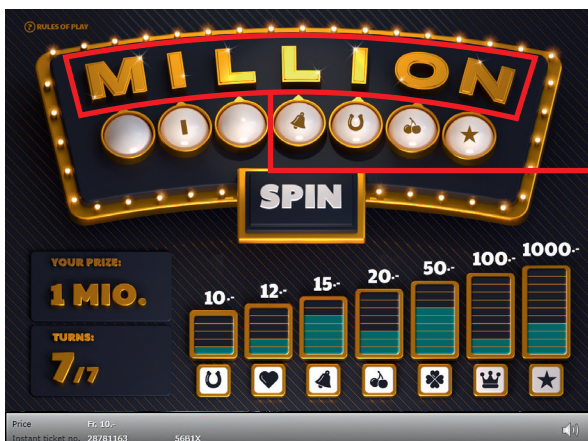 ? RULES OF PLAY
MILLION
I
SPIN
YOUR PRIZE:
1 MIO.
TURNS:
7/7
10.- 12.- 15.- 20.- 50.- 100.- 1000.-
Price Fr. 10.-
Instant ticket no. 28781163 56B1X